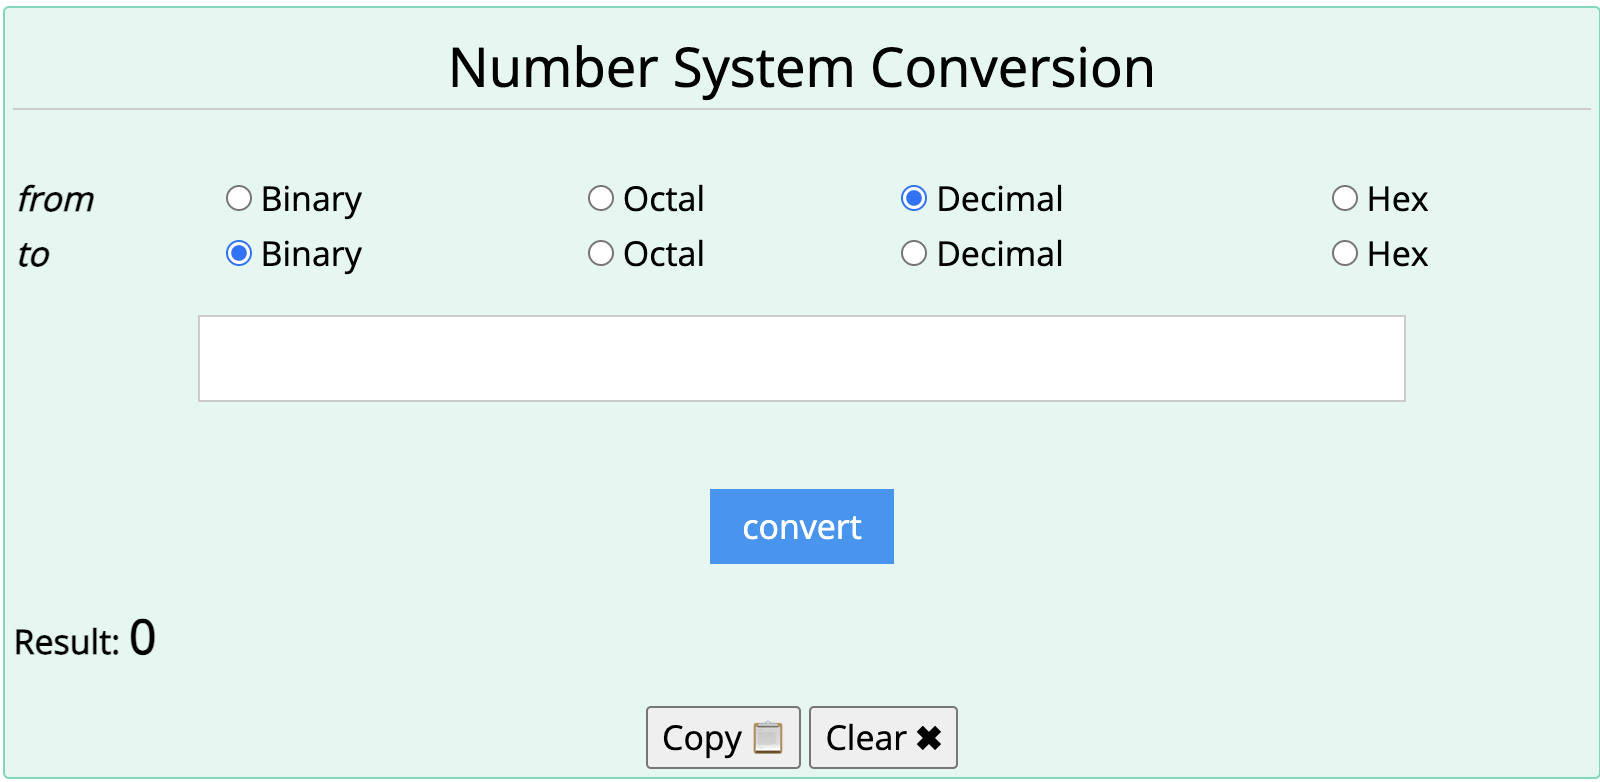 Number System Conversion
from Binary Octal Decimal Hex
to Binary Octal Decimal Hex
convert
Result: 0
Copy 📋 Clear ✖